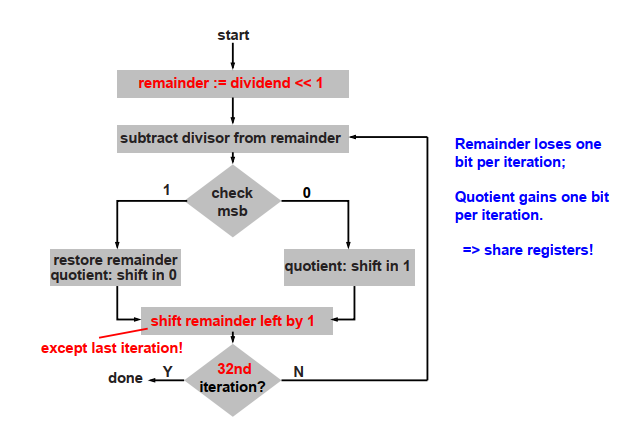 start
remainder := dividend << 1
subtract divisor from remainder
Remainder loses one
bit per iteration;
Quotient gains one bit
per iteration.
=> share registers!
1
check
msb
0
restore remainder
quotient: shift in 0
quotient: shift in 1
shift remainder left by 1
except last iteration!
done
Y
32nd
iteration?
N